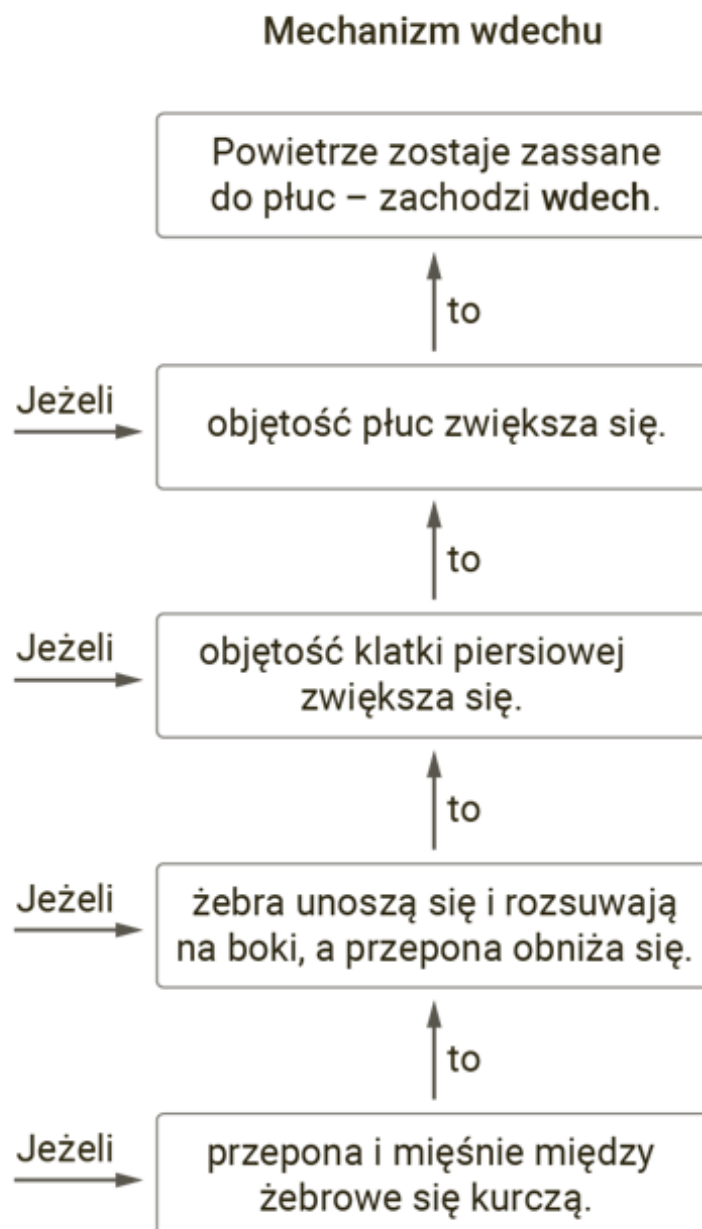 Mechanizm wdechu
Powietrze zostaje zassane
do płuc – zachodzi wdech.
to
Jeżeli
objętość płuc zwiększa się.
to
Jeżeli
objętość klatki piersiowej
zwiększa się.
to
Jeżeli
żebra unoszą się i rozsuwają
na boki, a przepona obniża się.
to
Jeżeli
przepona i mięśnie między
żebrowe się kurczą.